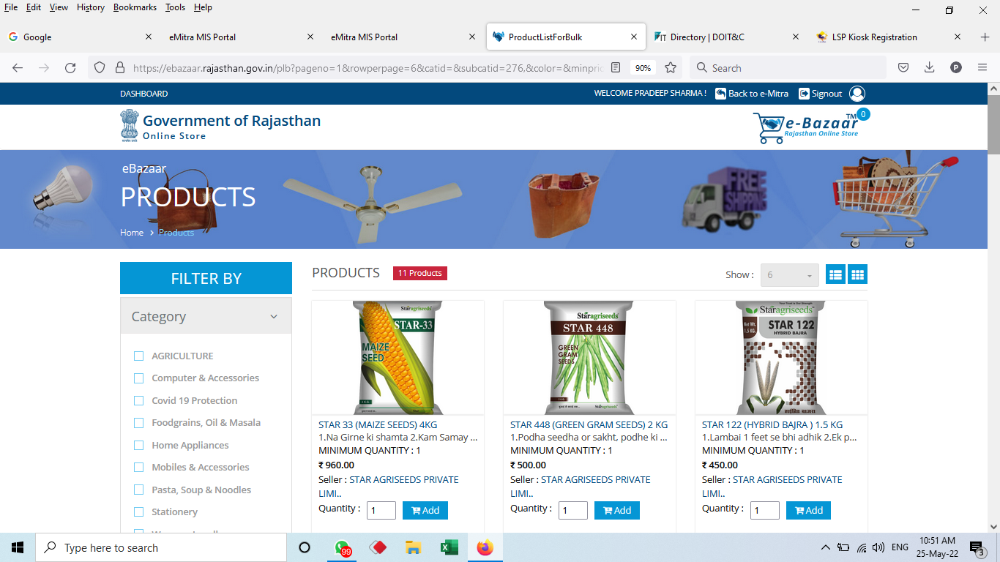 File Edit View History Bookmarks Tools Help
Google
eMitra MIS Portal
eMitra MIS Portal
ProductListForBulk
Directory | DOIT&C
LSP Kiosk Registration
https://ebazaar.rajasthan.gov.in/plb?pageno=1&rowperpage=6&catid=&subcatid=276,&color=&minpric
90%
Search
P
DASHBOARD
WELCOME PRADEEP SHARMA !
Back to e-Mitra
Signout
Government of Rajasthan
Online Store
e-Bazaar TM
Rajasthan Online Store
0
eBazaar
PRODUCTS
Home > Products
FREE
SHIPPING
FILTER BY
Category
AGRICULTURE
Computer & Accessories
Covid 19 Protection
Foodgrains, Oil & Masala
Home Appliances
Mobiles & Accessories
Pasta, Soup & Noodles
Stationery
PRODUCTS
11 Products
Show :
6
Staragriseeds
STAR-33
MAIZE
SEED
STAR 33 (MAIZE SEEDS) 4KG
1.Na Girne ki shamta 2.Kam Samay ...
MINIMUM QUANTITY : 1
₹ 960.00
Seller : STAR AGRISEEDS PRIVATE
LIMI..
Quantity : 1 Add
Staragriseeds
STAR 448
GREEN
GRAM
SEEDS
Staragriseeds
STAR 448 (GREEN GRAM SEEDS) 2 KG
1.Podha seedha or sakht, podhe ki ...
MINIMUM QUANTITY : 1
₹ 500.00
Seller : STAR AGRISEEDS PRIVATE
LIMI..
Quantity : 1 Add
Staragriseeds
Net Wt.
1.5 KG.
STAR 122
HYBRID BAJRA
STAR 122 (HYBRID BAJRA ) 1.5 KG
1.Lambai 1 feet se bhi adhik 2.Ek p...
MINIMUM QUANTITY : 1
₹ 450.00
Seller : STAR AGRISEEDS PRIVATE
LIMI..
Quantity : 1 Add
Type here to search
99
ENG
10:51 AM
25-May-22
3